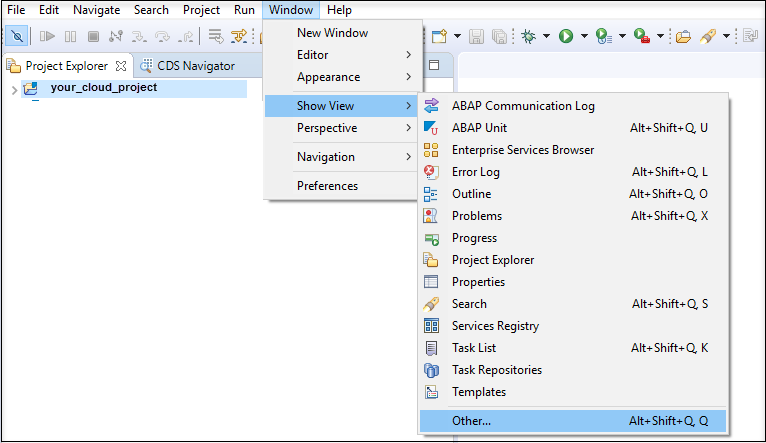 File Edit Navigate Search Project Run Window Help
Project Explorer CDS Navigator
your_cloud_project
New Window
Editor
Appearance
Show View
Perspective
Navigation
Preferences
ABAP Communication Log
ABAP Unit Alt+Shift+Q, U
Enterprise Services Browser
Error Log Alt+Shift+Q, L
Outline Alt+Shift+Q, O
Problems Alt+Shift+Q, X
Progress
Project Explorer
Properties
Search Alt+Shift+Q, S
Services Registry
Task List Alt+Shift+Q, K
Task Repositories
Templates
Other... Alt+Shift+Q, Q